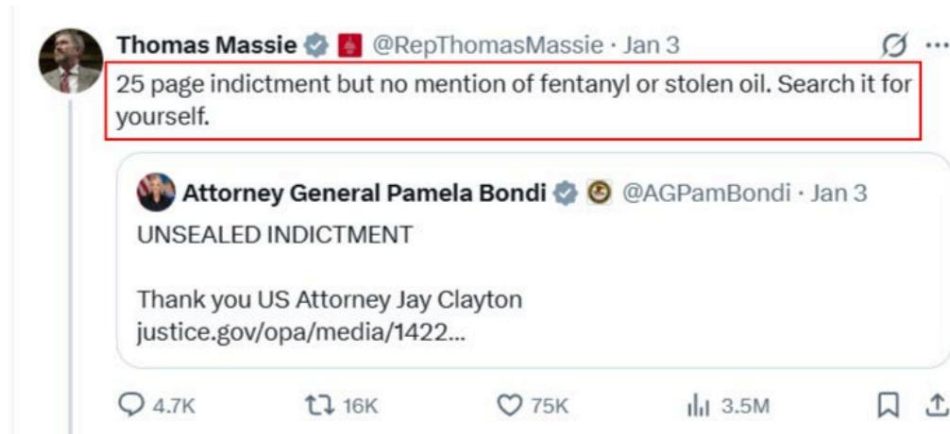 Thomas Massie @RepThomasMassie · Jan 3
25 page indictment but no mention of fentanyl or stolen oil. Search it for
yourself.
Attorney General Pamela Bondi @AGPamBondi · Jan 3
UNSEALED INDICTMENT
Thank you US Attorney Jay Clayton
justice.gov/opa/media/1422...
4.7K 16K 75K 3.5M